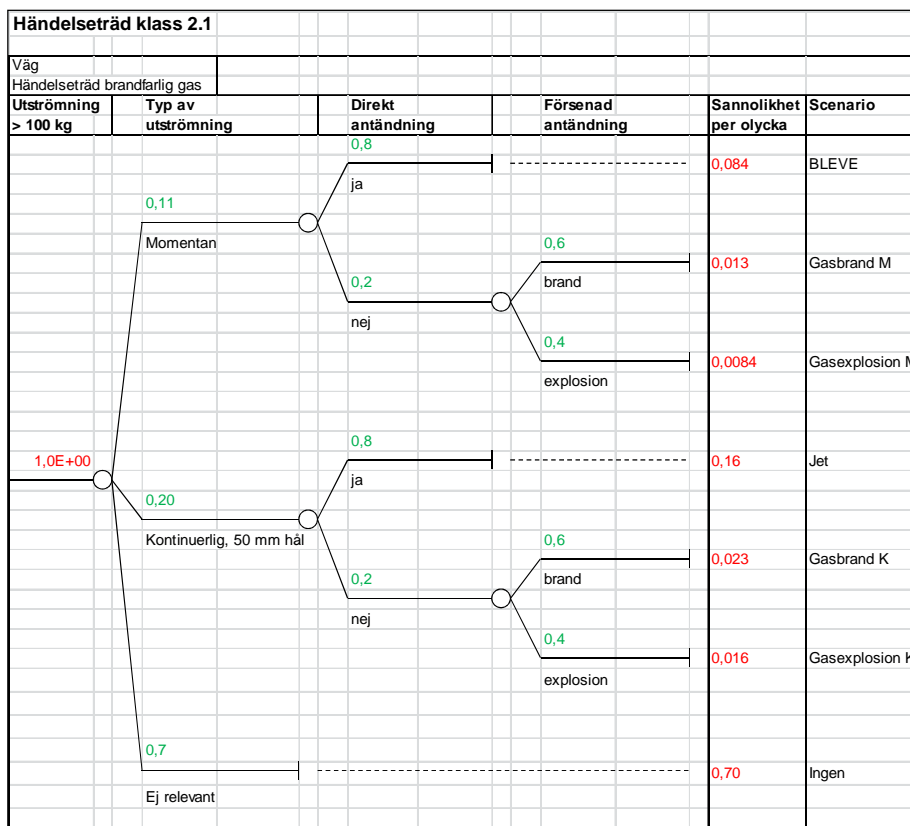 Händelseträd klass 2.1
Väg
Händelseträd brandfarlig gas
Utströmning > 100 kg
Typ av utströmning
Direkt antändning
Försenad antändning
Sannolikhet per olycka
Scenario
0,8
ja
0,084
BLEVE
0,11
Momentan
0,6
brand
0,013
Gasbrand M
0,2
nej
0,4
explosion
0,0084
Gasexplosion M
1,0E+00
0,8
ja
0,16
Jet
0,20
Kontinuerlig, 50 mm hål
0,6
brand
0,023
Gasbrand K
0,2
nej
0,4
explosion
0,016
Gasexplosion K
0,7
Ej relevant
0,70
Ingen